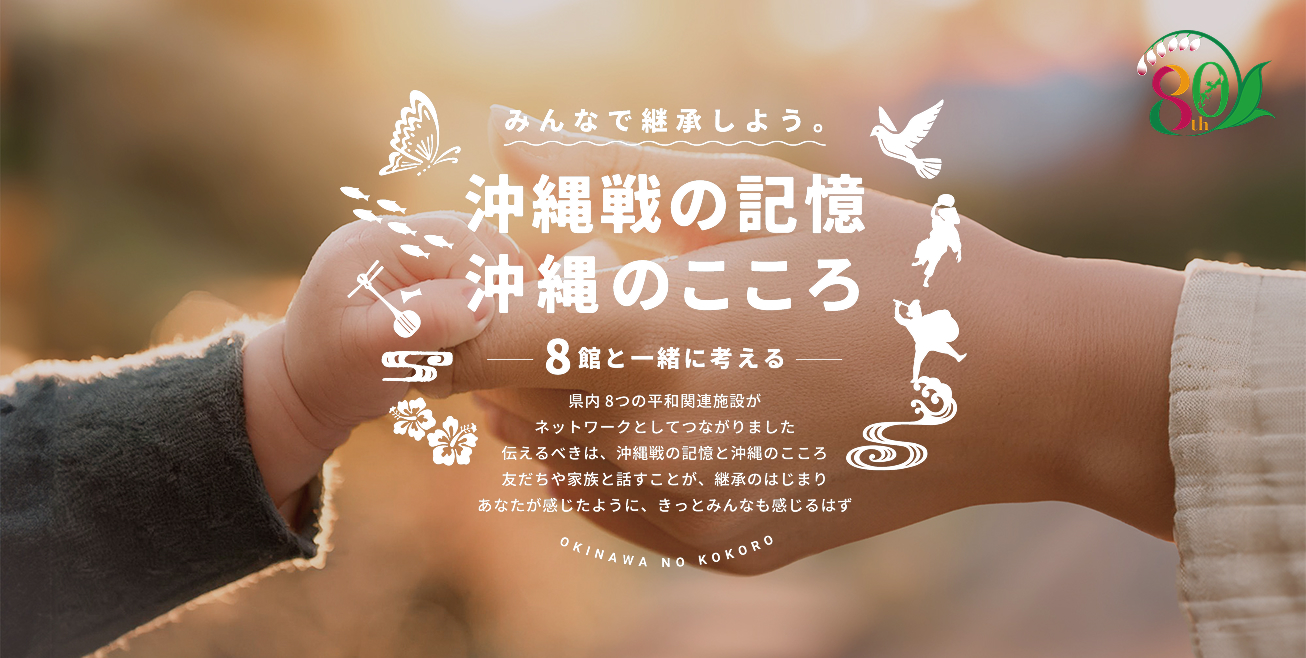 みんなで継承しよう。
沖縄戦の記憶
沖縄のこころ
8館と一緒に考える
県内 8つの平和関連施設が
ネットワークとしてつながりました
伝えるべきは、沖縄戦の記憶と沖縄のこころ
友だちや家族と話すことが、継承のはじまり
あなたが感じたように、きっとみんなも感じるはず
OKINAWA NO KOKORO
80th